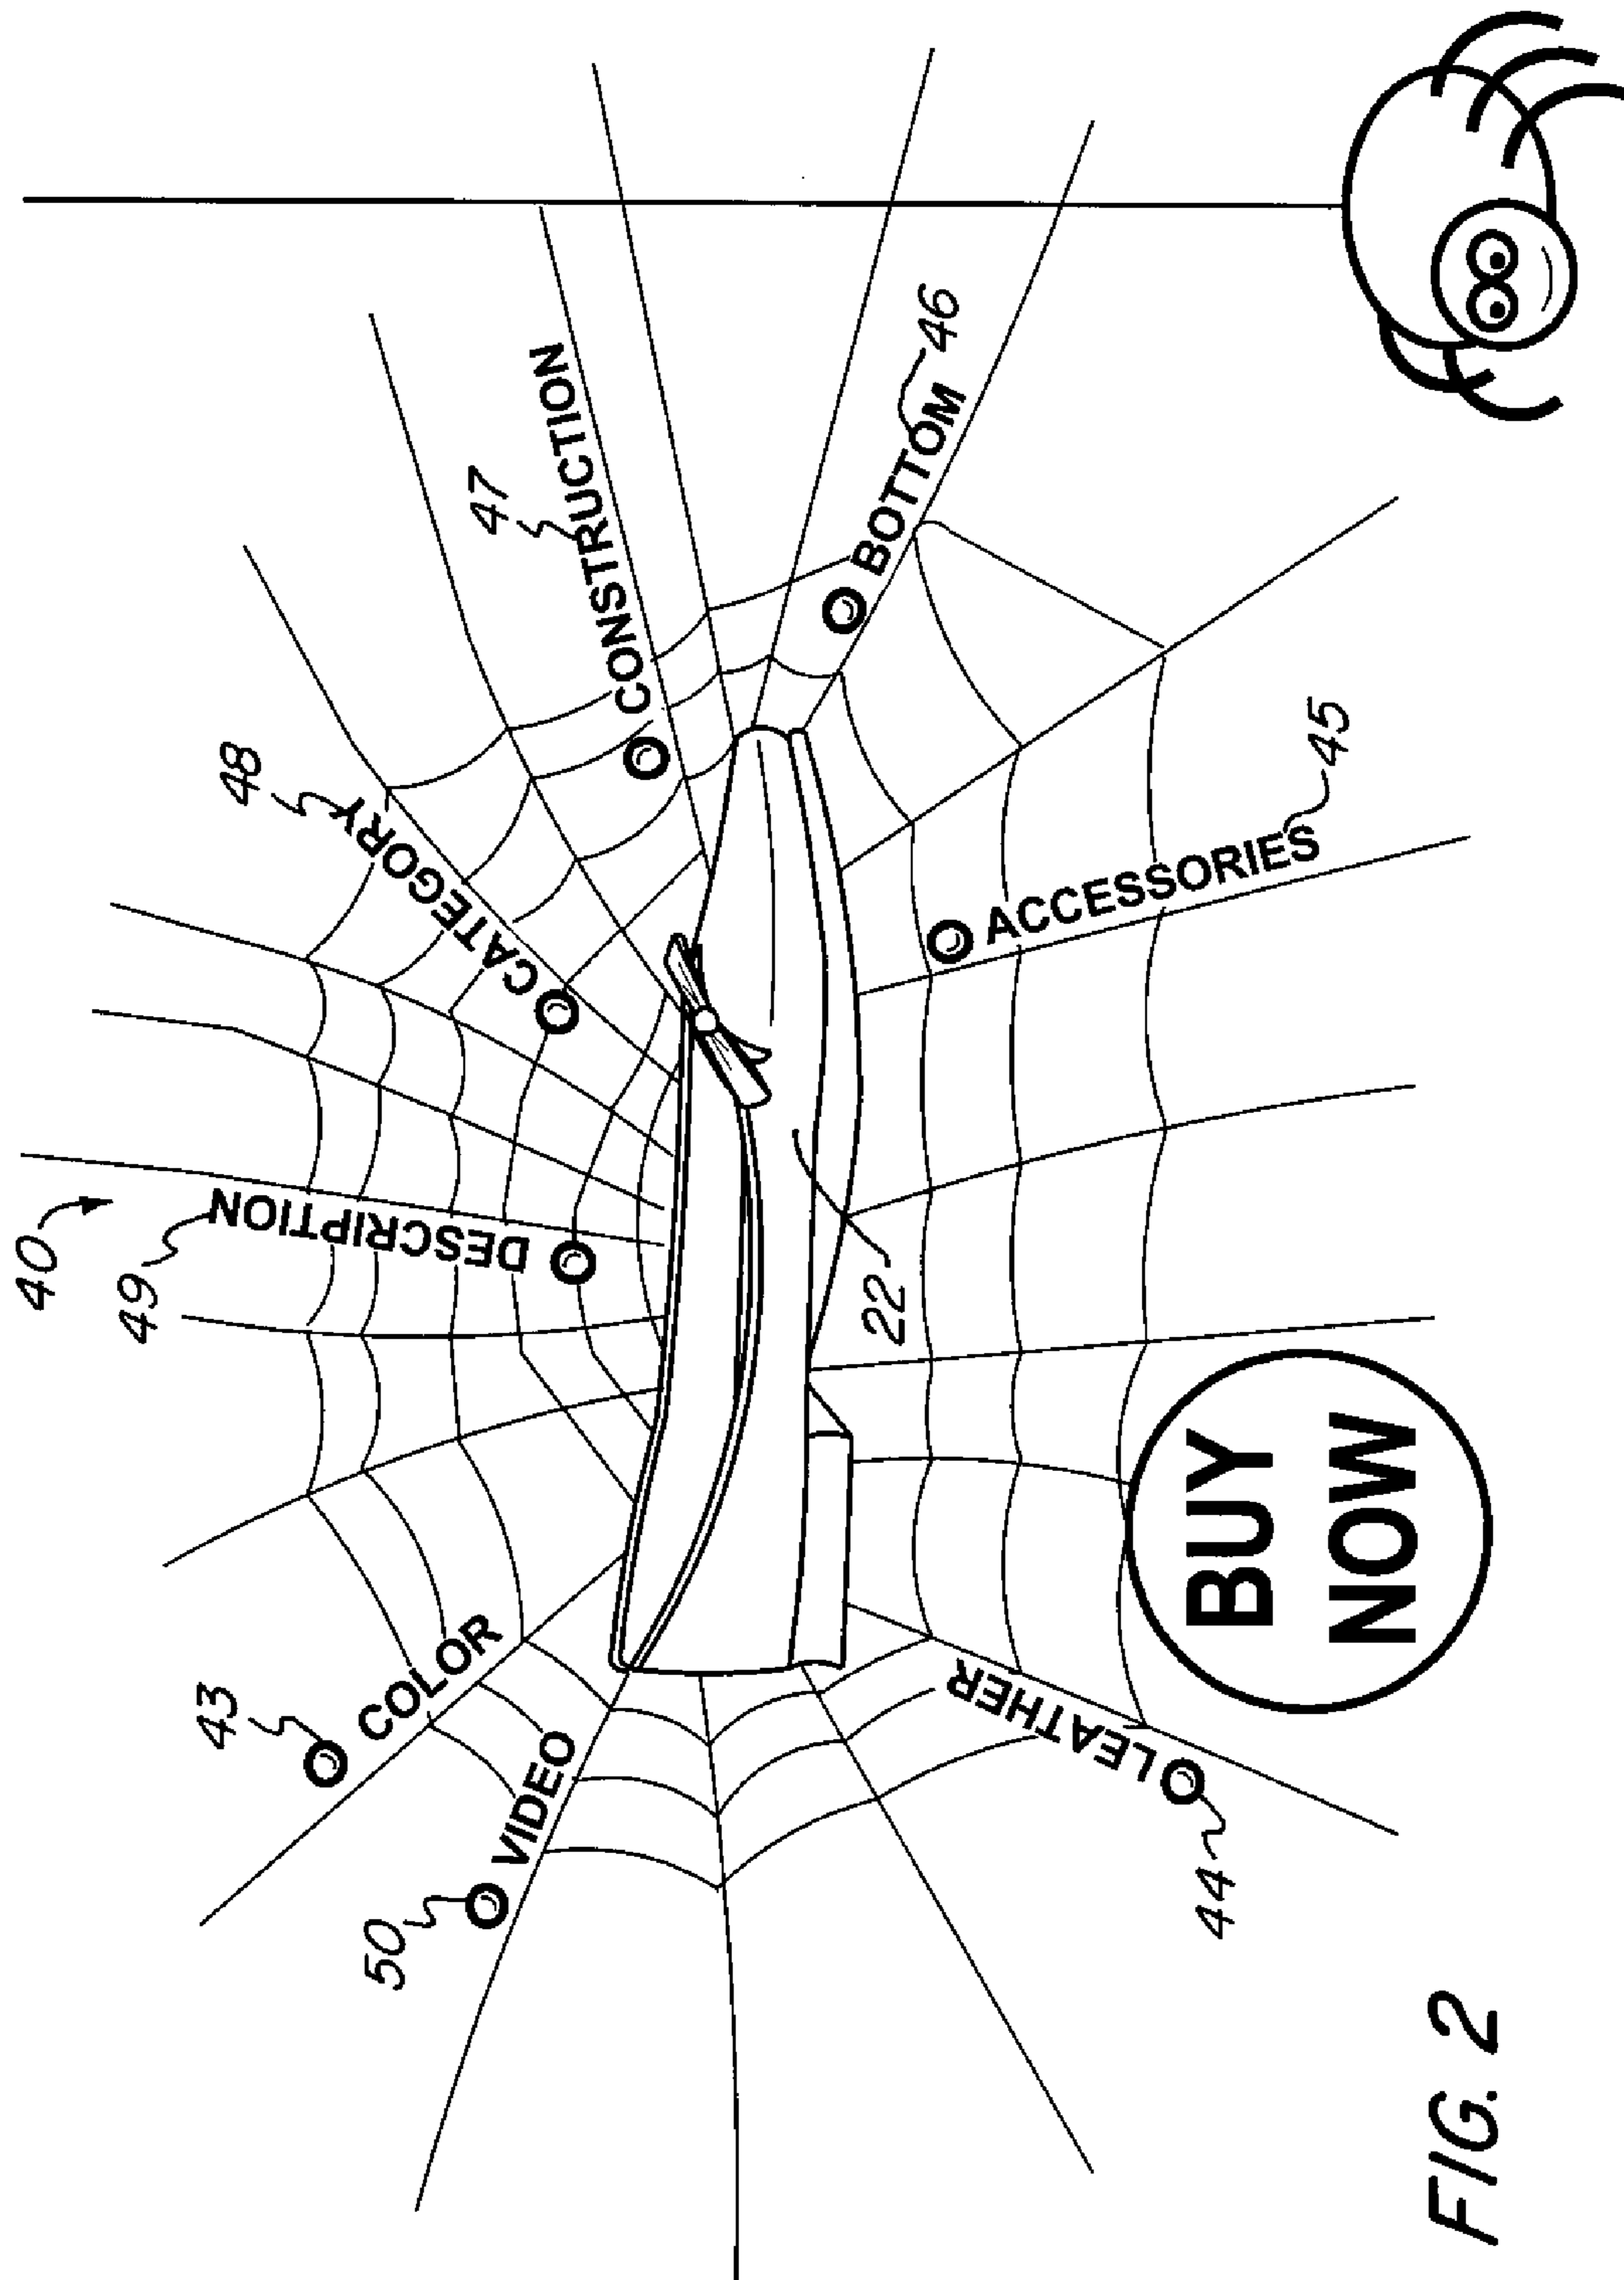 40
49
DESCRIPTION
48
CATEGORY
47
CONSTRUCTION
43
COLOR
50
VIDEO
46
BOTTOM
22
45
ACCESSORIES
44
LEATHER
BUY
NOW
FIG. 2